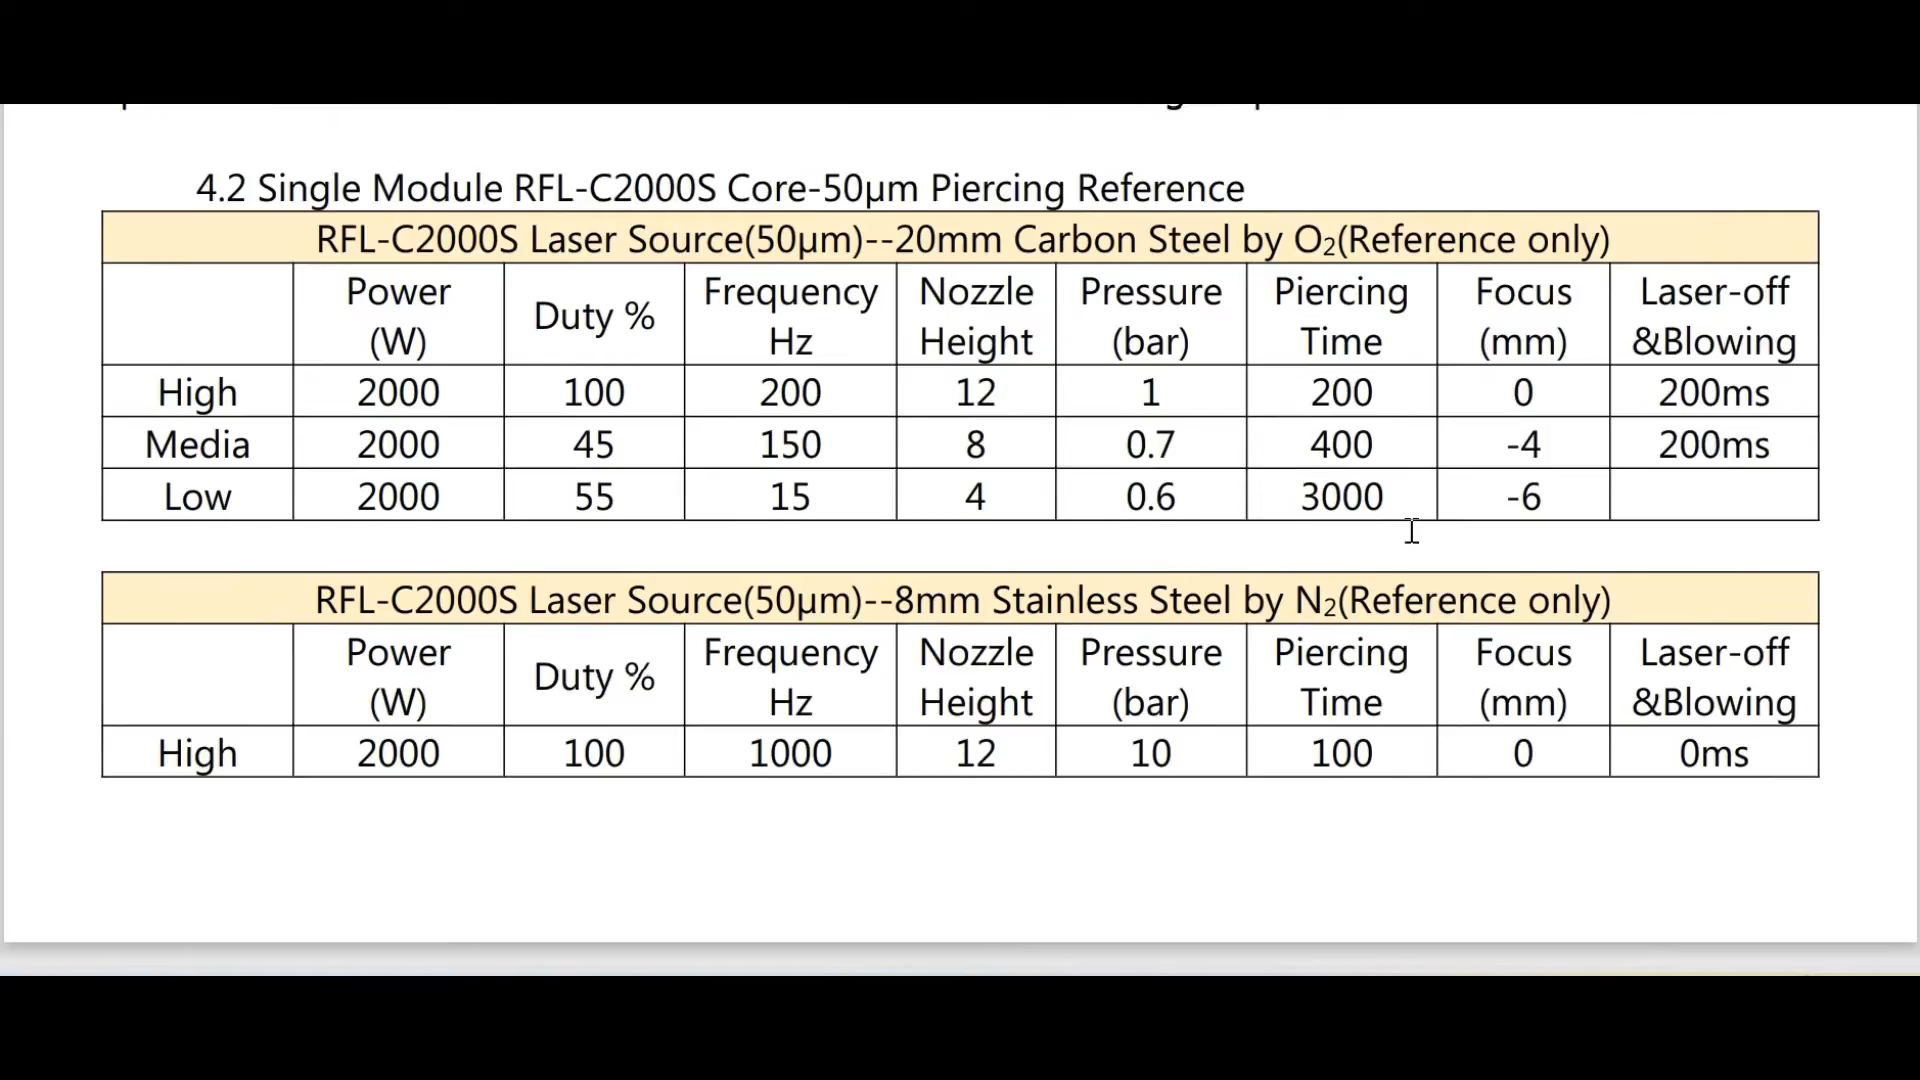 4.2 Single Module RFL-C2000S Core-50μm Piercing Reference
RFL-C2000S Laser Source(50μm)--20mm Carbon Steel by O₂(Reference only)
Power (W) Duty % Frequency Hz Nozzle Height Pressure (bar) Piercing Time Focus (mm) Laser-off &Blowing
High 2000 100 200 12 1 200 0 200ms
Media 2000 45 150 8 0.7 400 -4 200ms
Low 2000 55 15 4 0.6 3000 -6
RFL-C2000S Laser Source(50μm)--8mm Stainless Steel by N₂(Reference only)
Power (W) Duty % Frequency Hz Nozzle Height Pressure (bar) Piercing Time Focus (mm) Laser-off &Blowing
High 2000 100 1000 12 10 100 0 0ms